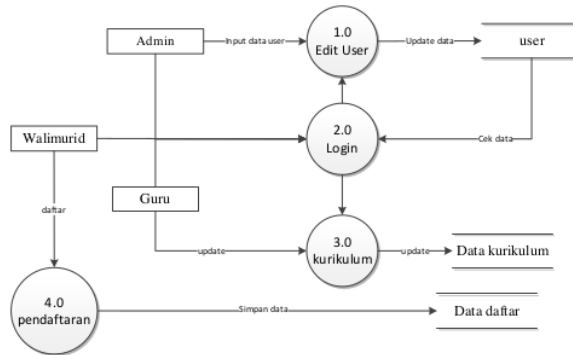 Admin
Input data user
1.0
Edit User
Update data
user
Walimurid
2.0
Login
Cek data
daftar
Guru
update
3.0
kurikulum
update
Data kurikulum
4.0
pendaftaran
Simpan data
Data daftar